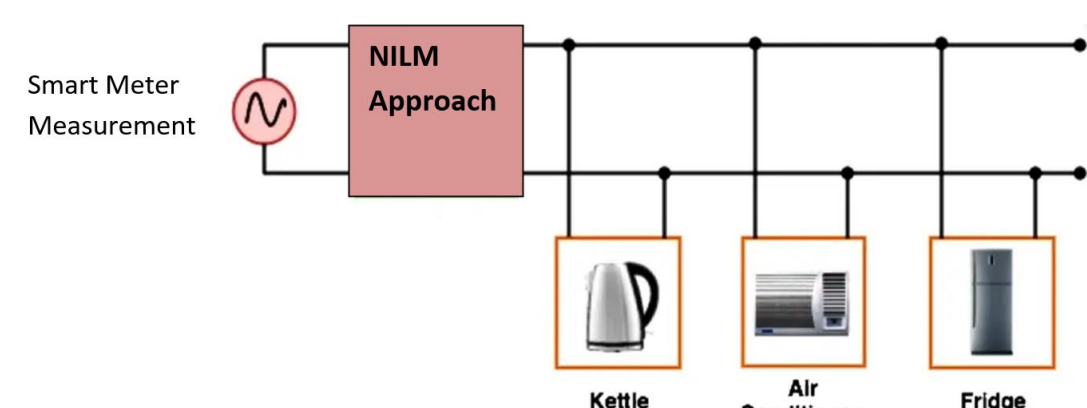 NILM
Approach
Smart Meter
Measurement
Kettle
Air
Fridge